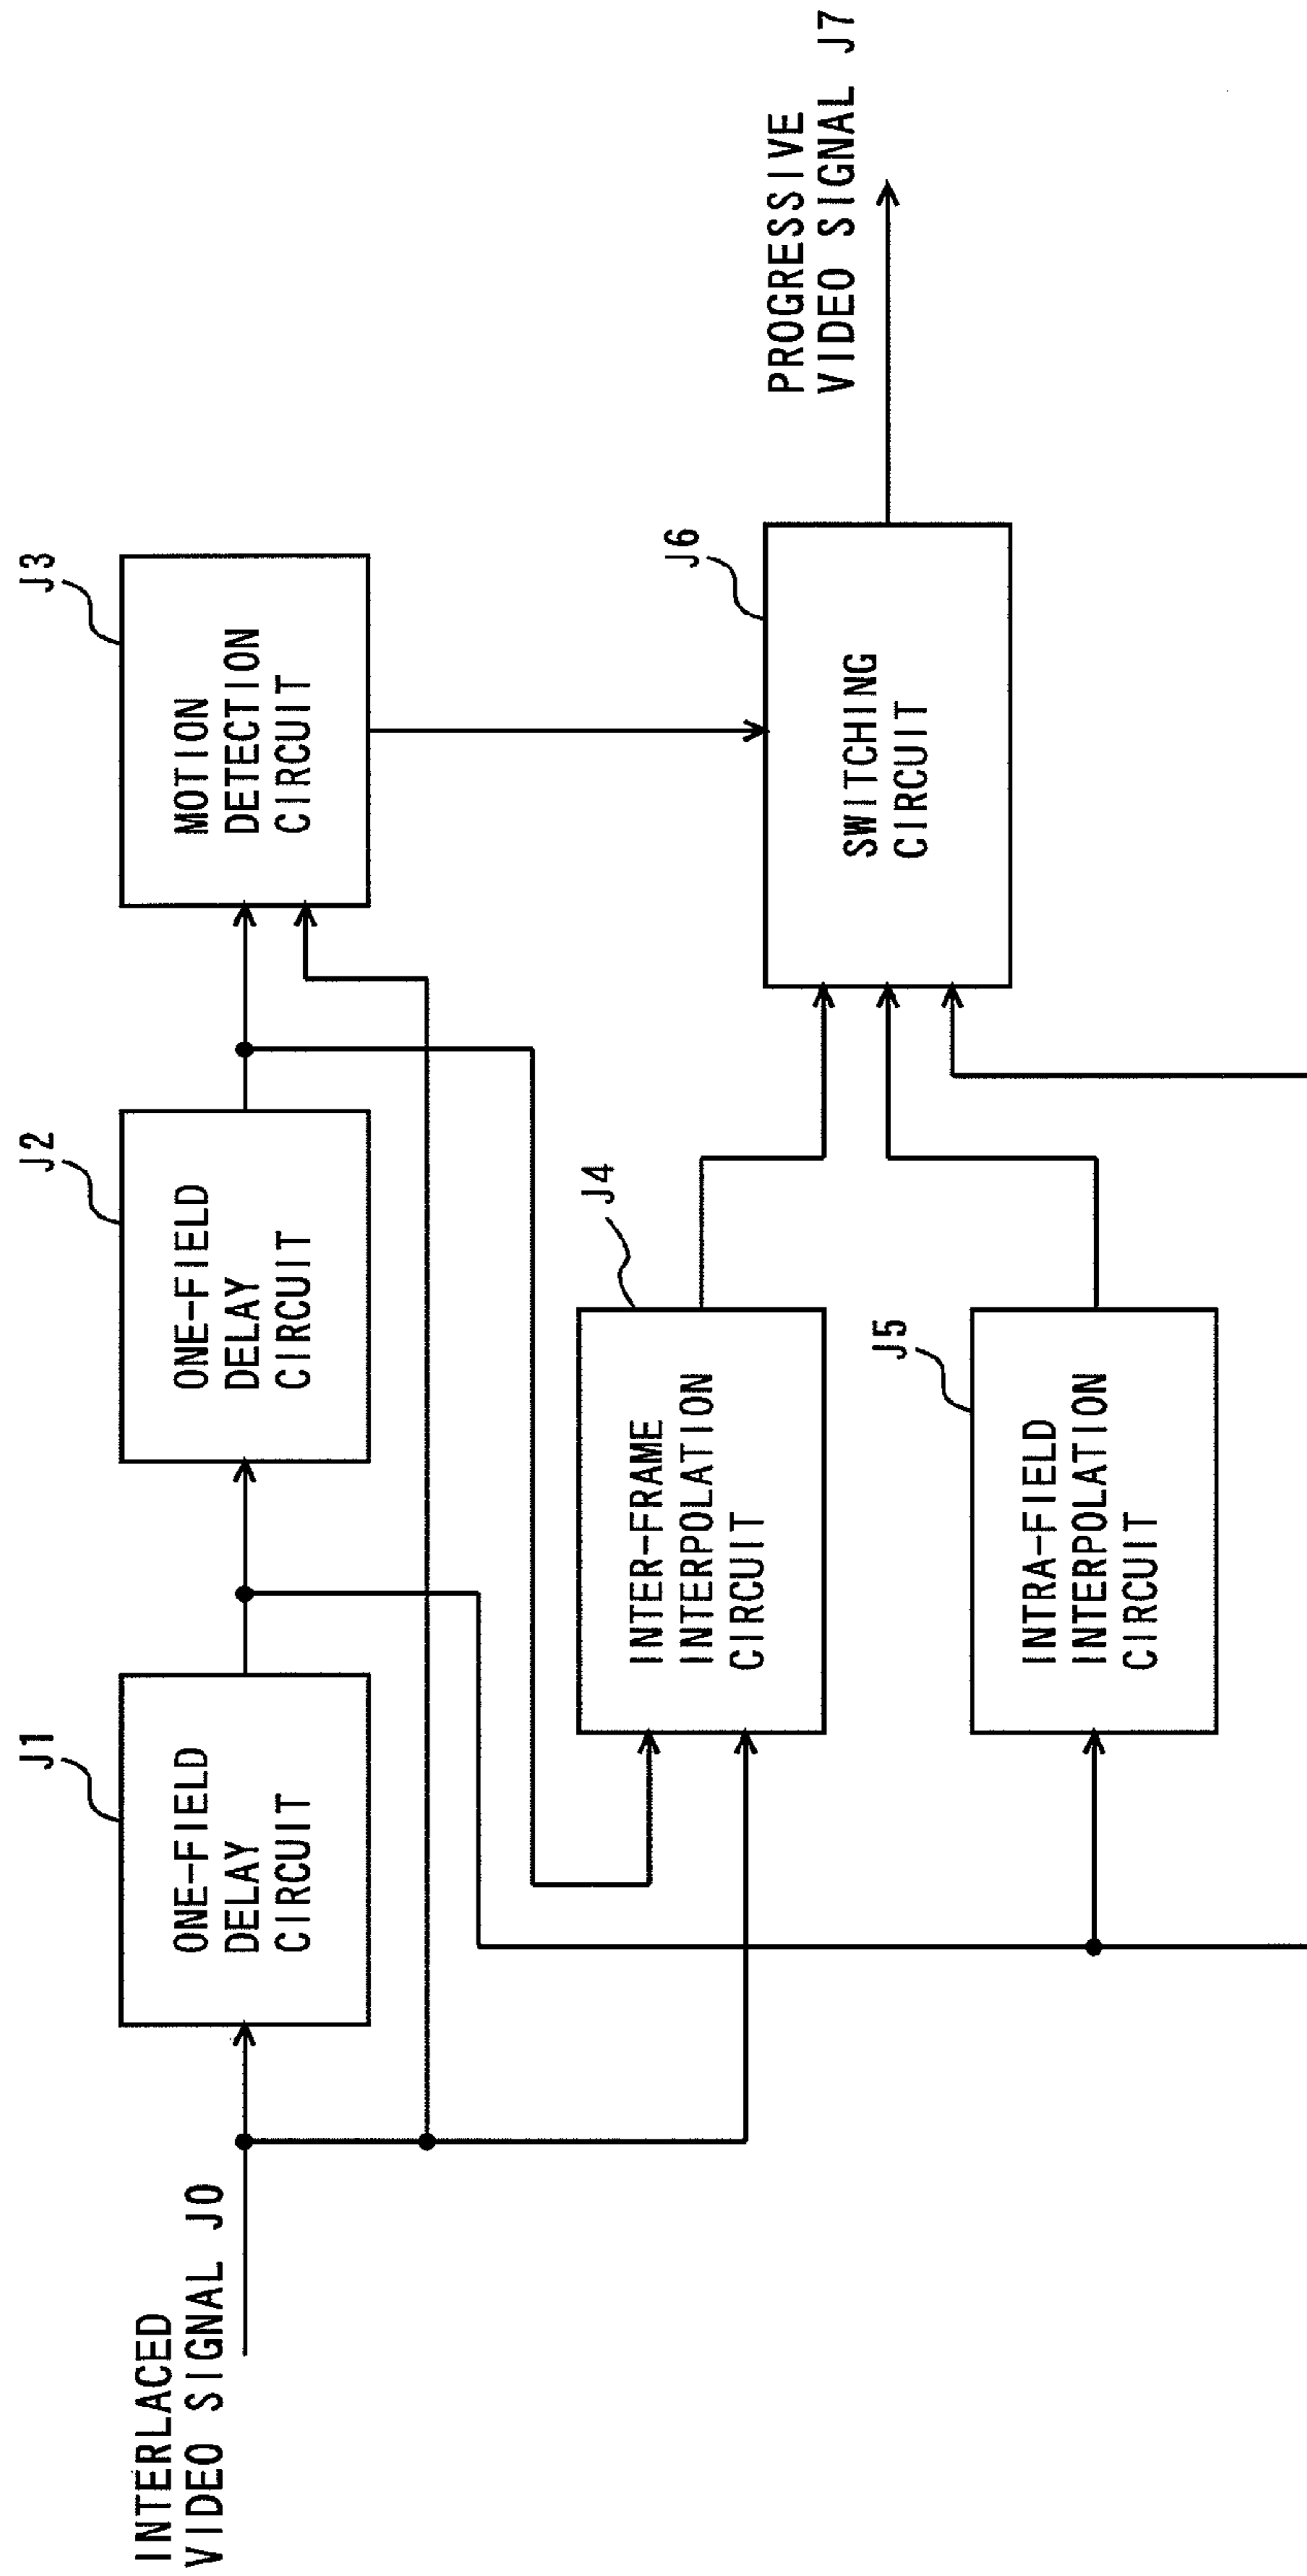 INTERLACED
VIDEO SIGNAL J0
J1
ONE-FIELD
DELAY
CIRCUIT
J2
ONE-FIELD
DELAY
CIRCUIT
J3
MOTION
DETECTION
CIRCUIT
J4
INTER-FRAME
INTERPOLATION
CIRCUIT
J5
INTRA-FIELD
INTERPOLATION
CIRCUIT
J6
SWITCHING
CIRCUIT
PROGRESSIVE
VIDEO SIGNAL J7